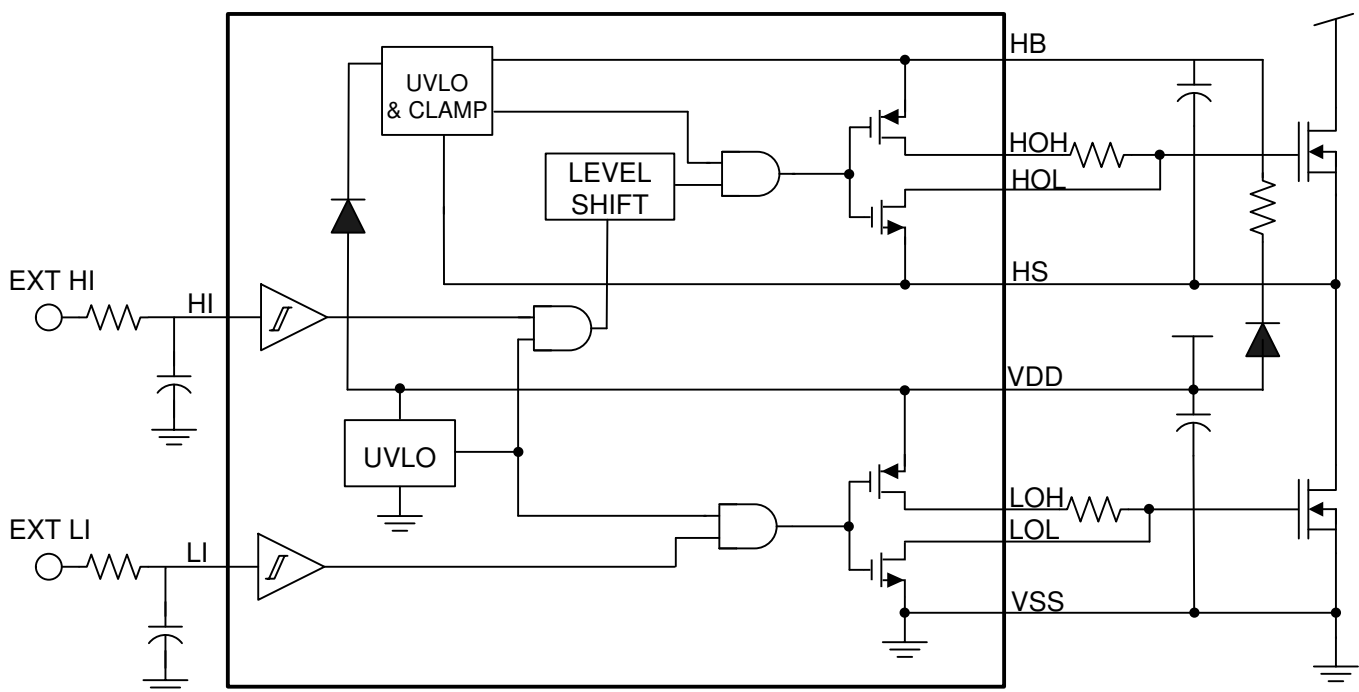 HB
UVLO
& CLAMP
HOH
LEVEL
SHIFT
HOL
HS
EXT HI
HI
VDD
UVLO
LOH
EXT LI
LOL
LI
VSS